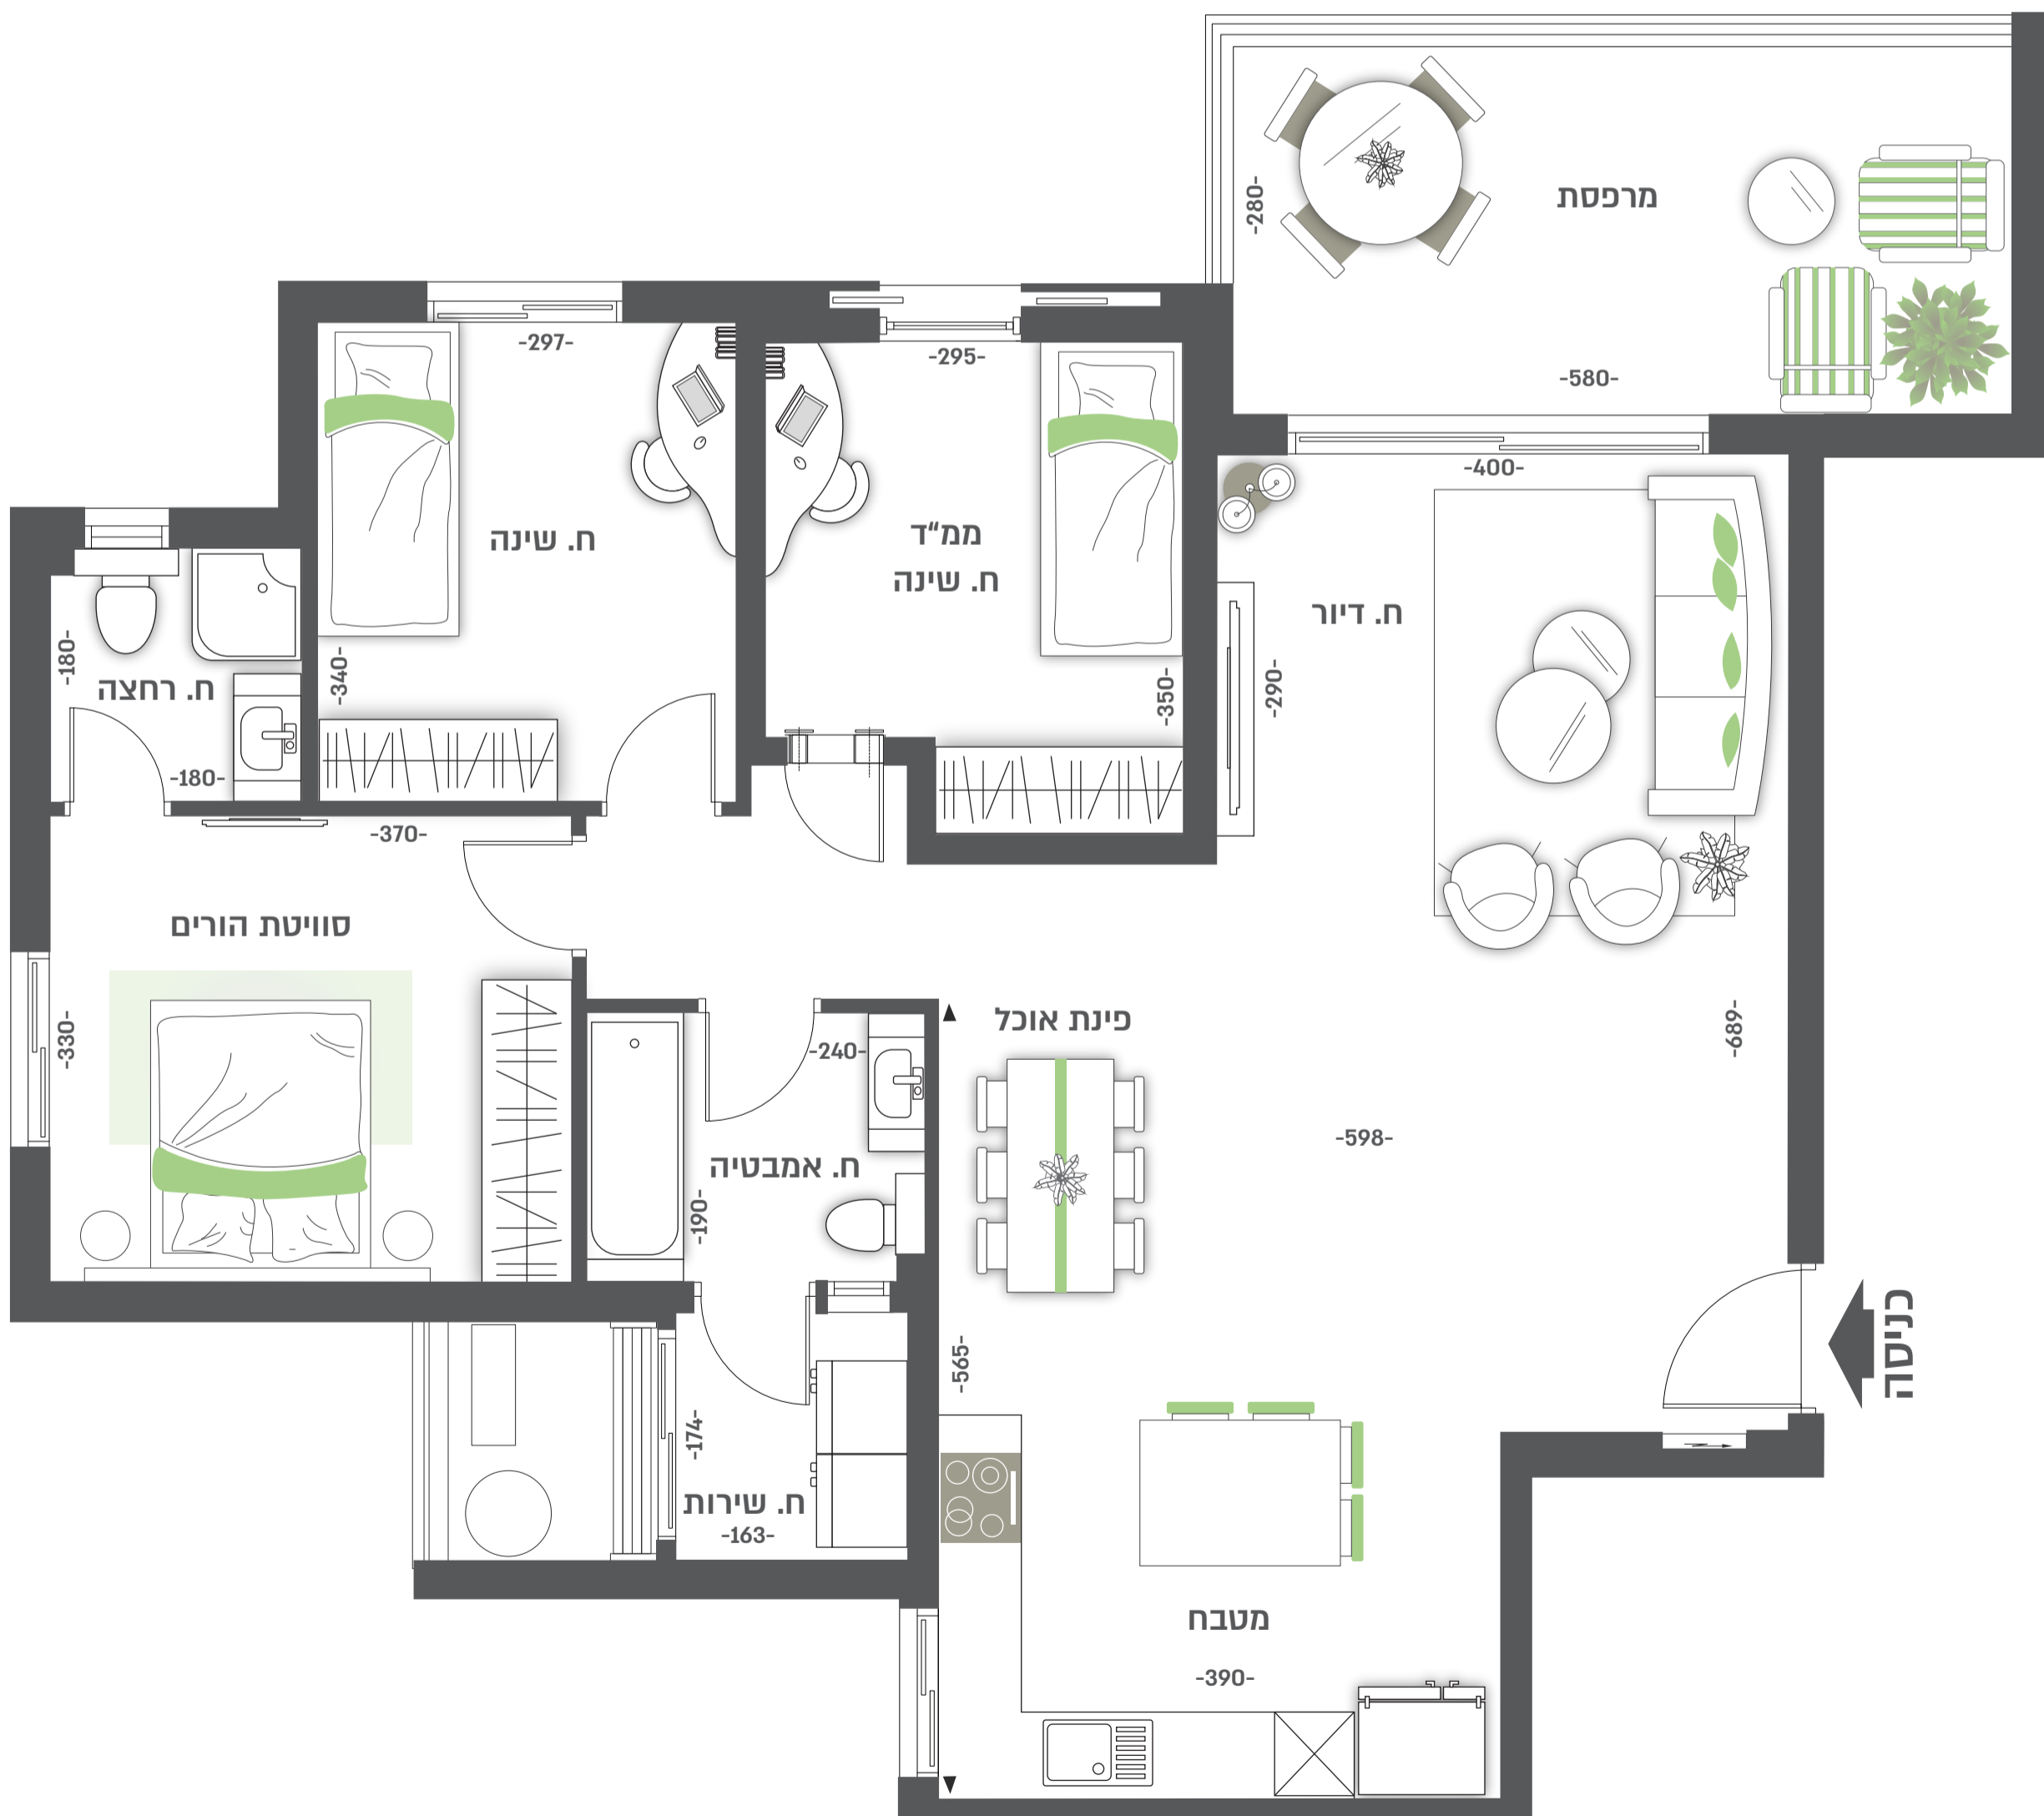 מרפסת
-280-
-580-
-297-
-295-
-400-
ח. שינה
ממ"ד
ח. שינה
ח. דיור
-180-
ח. רחצה
-340-
-350-
-290-
-180-
-370-
סוויטת הורים
-330-
פינת אוכל
-689-
-240-
-598-
ח. אמבטיה
-190-
כניסה
-565-
-174-
ח. שירות
-163-
מטבח
-390-